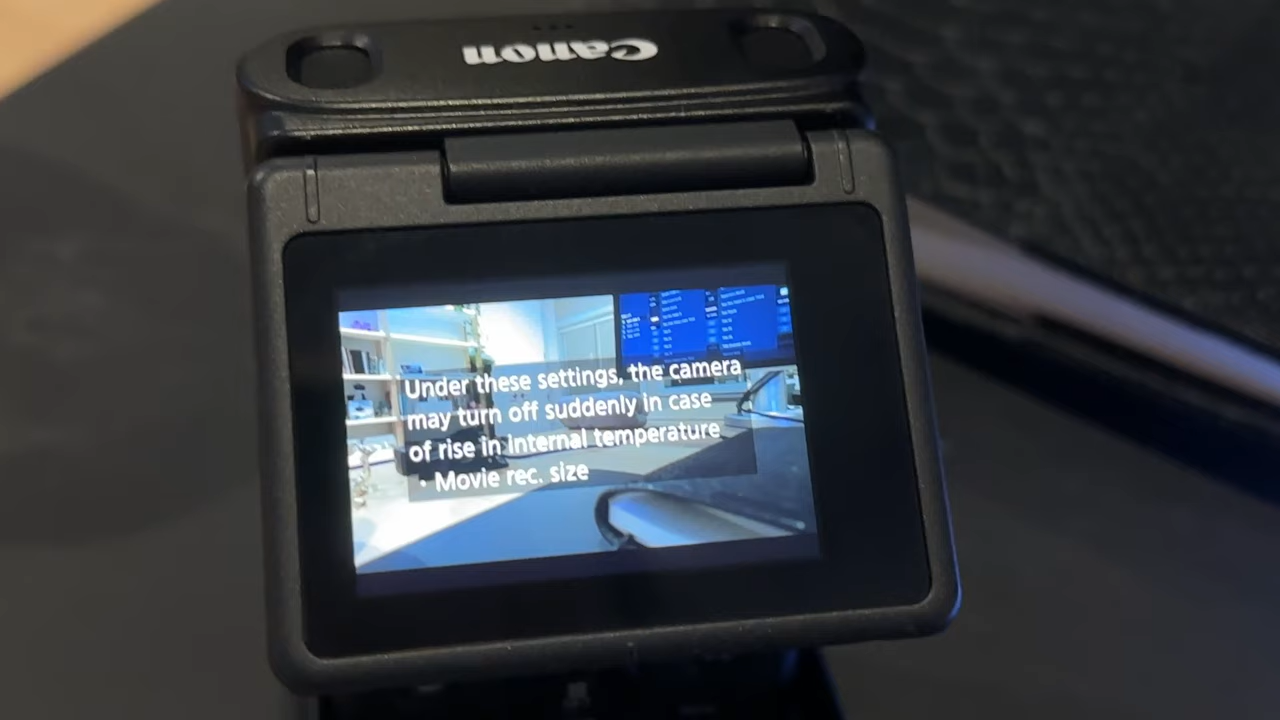 Canon
Under these settings, the camera
may turn off suddenly in case
of rise in internal temperature
・Movie rec. size